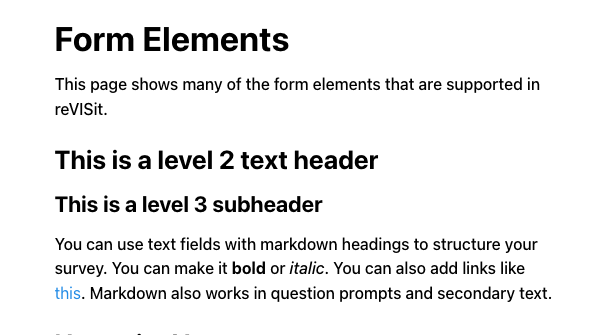 Form Elements
This page shows many of the form elements that are supported in
reVISit.
This is a level 2 text header
This is a level 3 subheader
You can use text fields with markdown headings to structure your
survey. You can make it bold or italic. You can also add links like
this. Markdown also works in question prompts and secondary text.